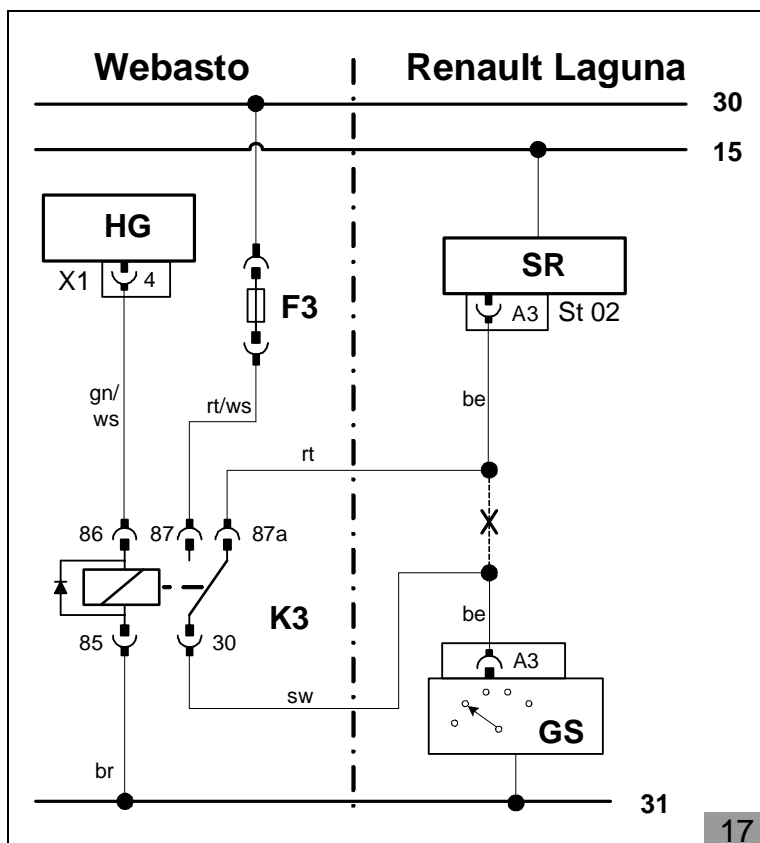 Webasto Renault Laguna
30
15
HG
SR
X1 4
F3
A3 St 02
gn/
ws
rt/ws
be
rt
86 87 87a
K3
85 30
be
A3
sw
GS
br
31
17